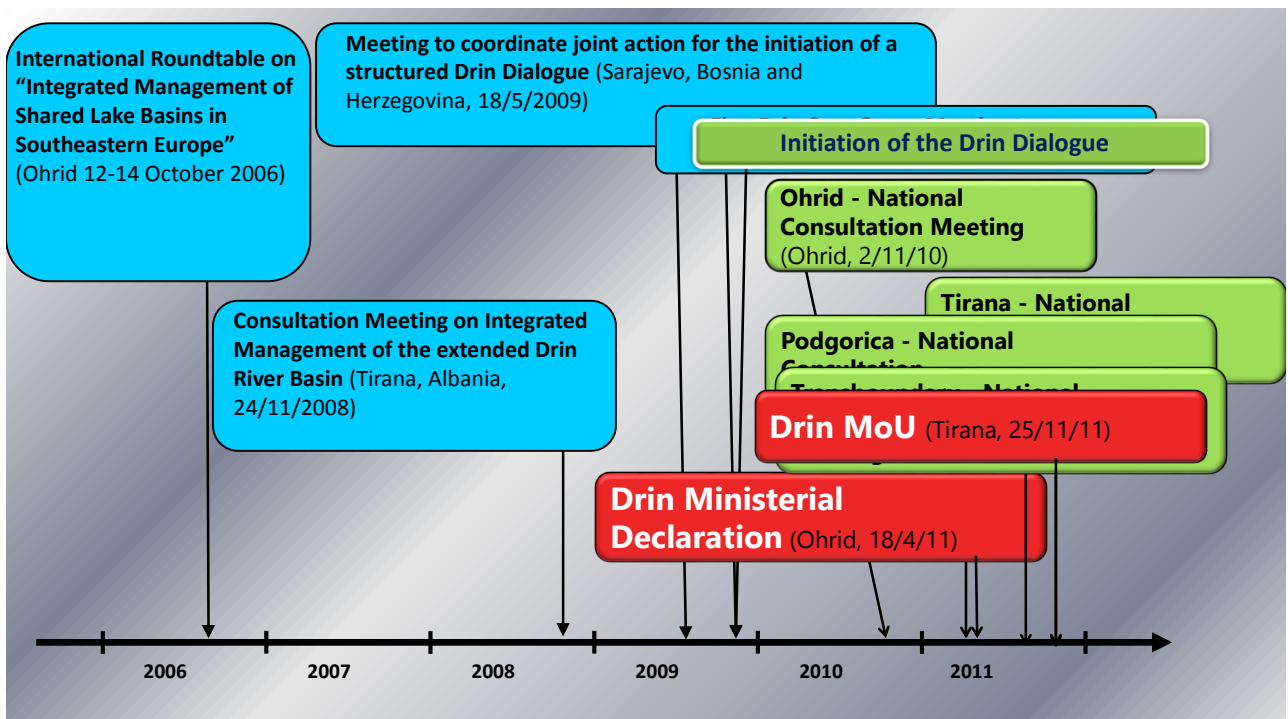 International Roundtable on
“Integrated Management of
Shared Lake Basins in
Southeastern Europe”
(Ohrid 12-14 October 2006)
Meeting to coordinate joint action for the initiation of a
structured Drin Dialogue (Sarajevo, Bosnia and
Herzegovina, 18/5/2009)
Initiation of the Drin Dialogue
Ohrid - National
Consultation Meeting
(Ohrid, 2/11/10)
Tirana - National
Consultation Meeting on Integrated
Management of the extended Drin
River Basin (Tirana, Albania,
24/11/2008)
Podgorica - National
Consultation
Transboundary - National
Drin MoU (Tirana, 25/11/11)
Drin Ministerial
Declaration (Ohrid, 18/4/11)
2006 2007 2008 2009 2010 2011